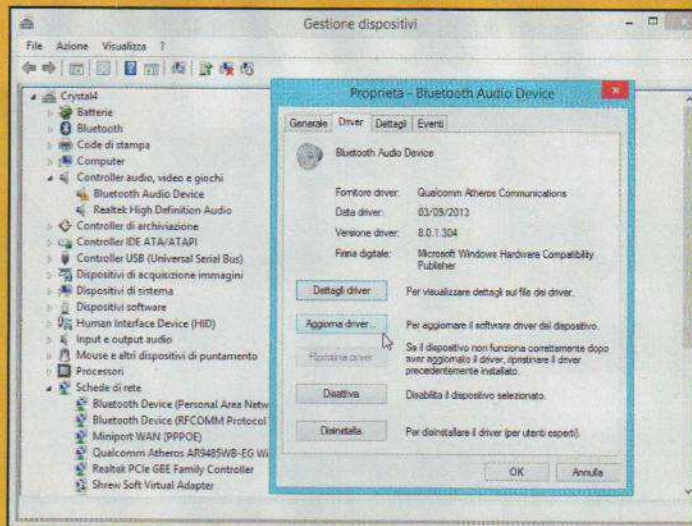 Gestione dispositivi
File Azione Visualizza ?
Crystal4
Batterie
Bluetooth
Code di stampa
Computer
Controller audio, video e giochi
Bluetooth Audio Device
Realtek High Definition Audio
Controller di archiviazione
Controller IDE ATA/ATAPI
Controller USB (Universal Serial Bus)
Dispositivi di acquisizione immagini
Dispositivi di sistema
Dispositivi software
Human Interface Device (HID)
Input e output audio
Mouse e altri dispositivi di puntamento
Processori
Schede di rete
Bluetooth Device (Personal Area Netw
Bluetooth Device (RFCOMM Protocol
Miniport WAN (PPPOE)
Qualcomm Atheros AR9485WB-EG Wi
Realtek PCIe GBE Family Controller
Shrew Soft Virtual Adapter
Proprietà - Bluetooth Audio Device
Generale Driver Dettagli Eventi
Bluetooth Audio Device
Fornitore driver: Qualcomm Atheros Communications
Data driver: 03/09/2013
Versione driver: 8.0.1.304
Firma digitale: Microsoft Windows Hardware Compatibility
Publisher
Dettagli driver Per visualizzare dettagli sui file dei driver.
Aggiorna driver... Per aggiornare il software driver del dispositivo.
Ripristina driver Se il dispositivo non funziona correttamente dopo
aver aggiornato il driver, ripristinare il driver
precedentemente installato.
Disattiva Disabilita il dispositivo selezionato.
Disinstalla Per disinstallare il driver (per utenti esperti).
OK Annulla